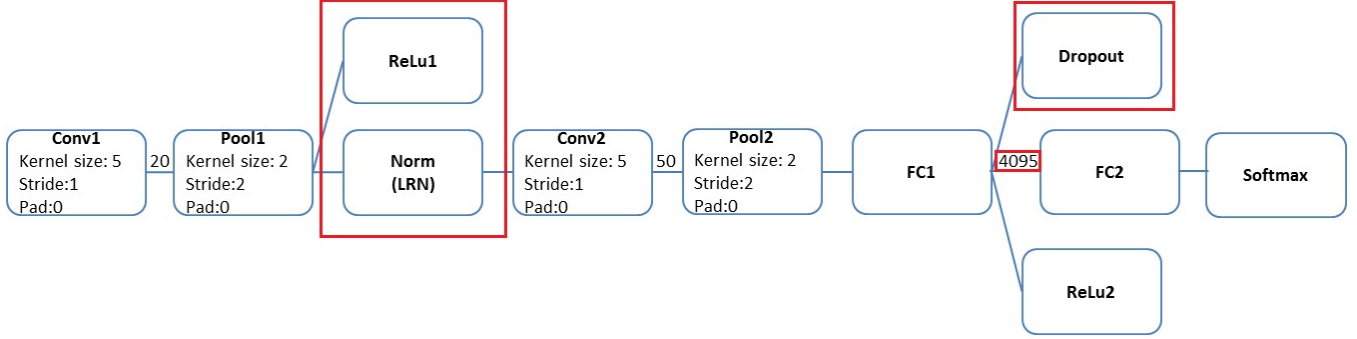 ReLu1
Dropout
Conv1
Kernel size: 5
Stride:1
Pad:0
20
Pool1
Kernel size: 2
Stride:2
Pad:0
Norm
(LRN)
Conv2
Kernel size: 5
Stride:1
Pad:0
50
Pool2
Kernel size: 2
Stride:2
Pad:0
FC1
4095
FC2
Softmax
ReLu2